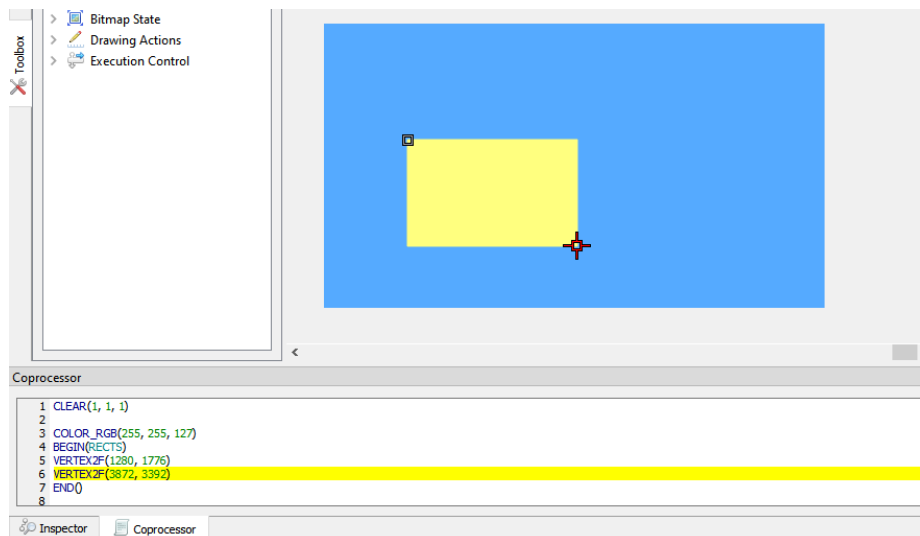 Bitmap State
Drawing Actions
Execution Control
Toolbox
Coprocessor
1 CLEAR(1, 1, 1)
2
3 COLOR_RGB(255, 255, 127)
4 BEGIN(RECTS)
5 VERTEX2F(1280, 1776)
6 VERTEX2F(3872, 3392)
7 END()
8
Inspector
Coprocessor